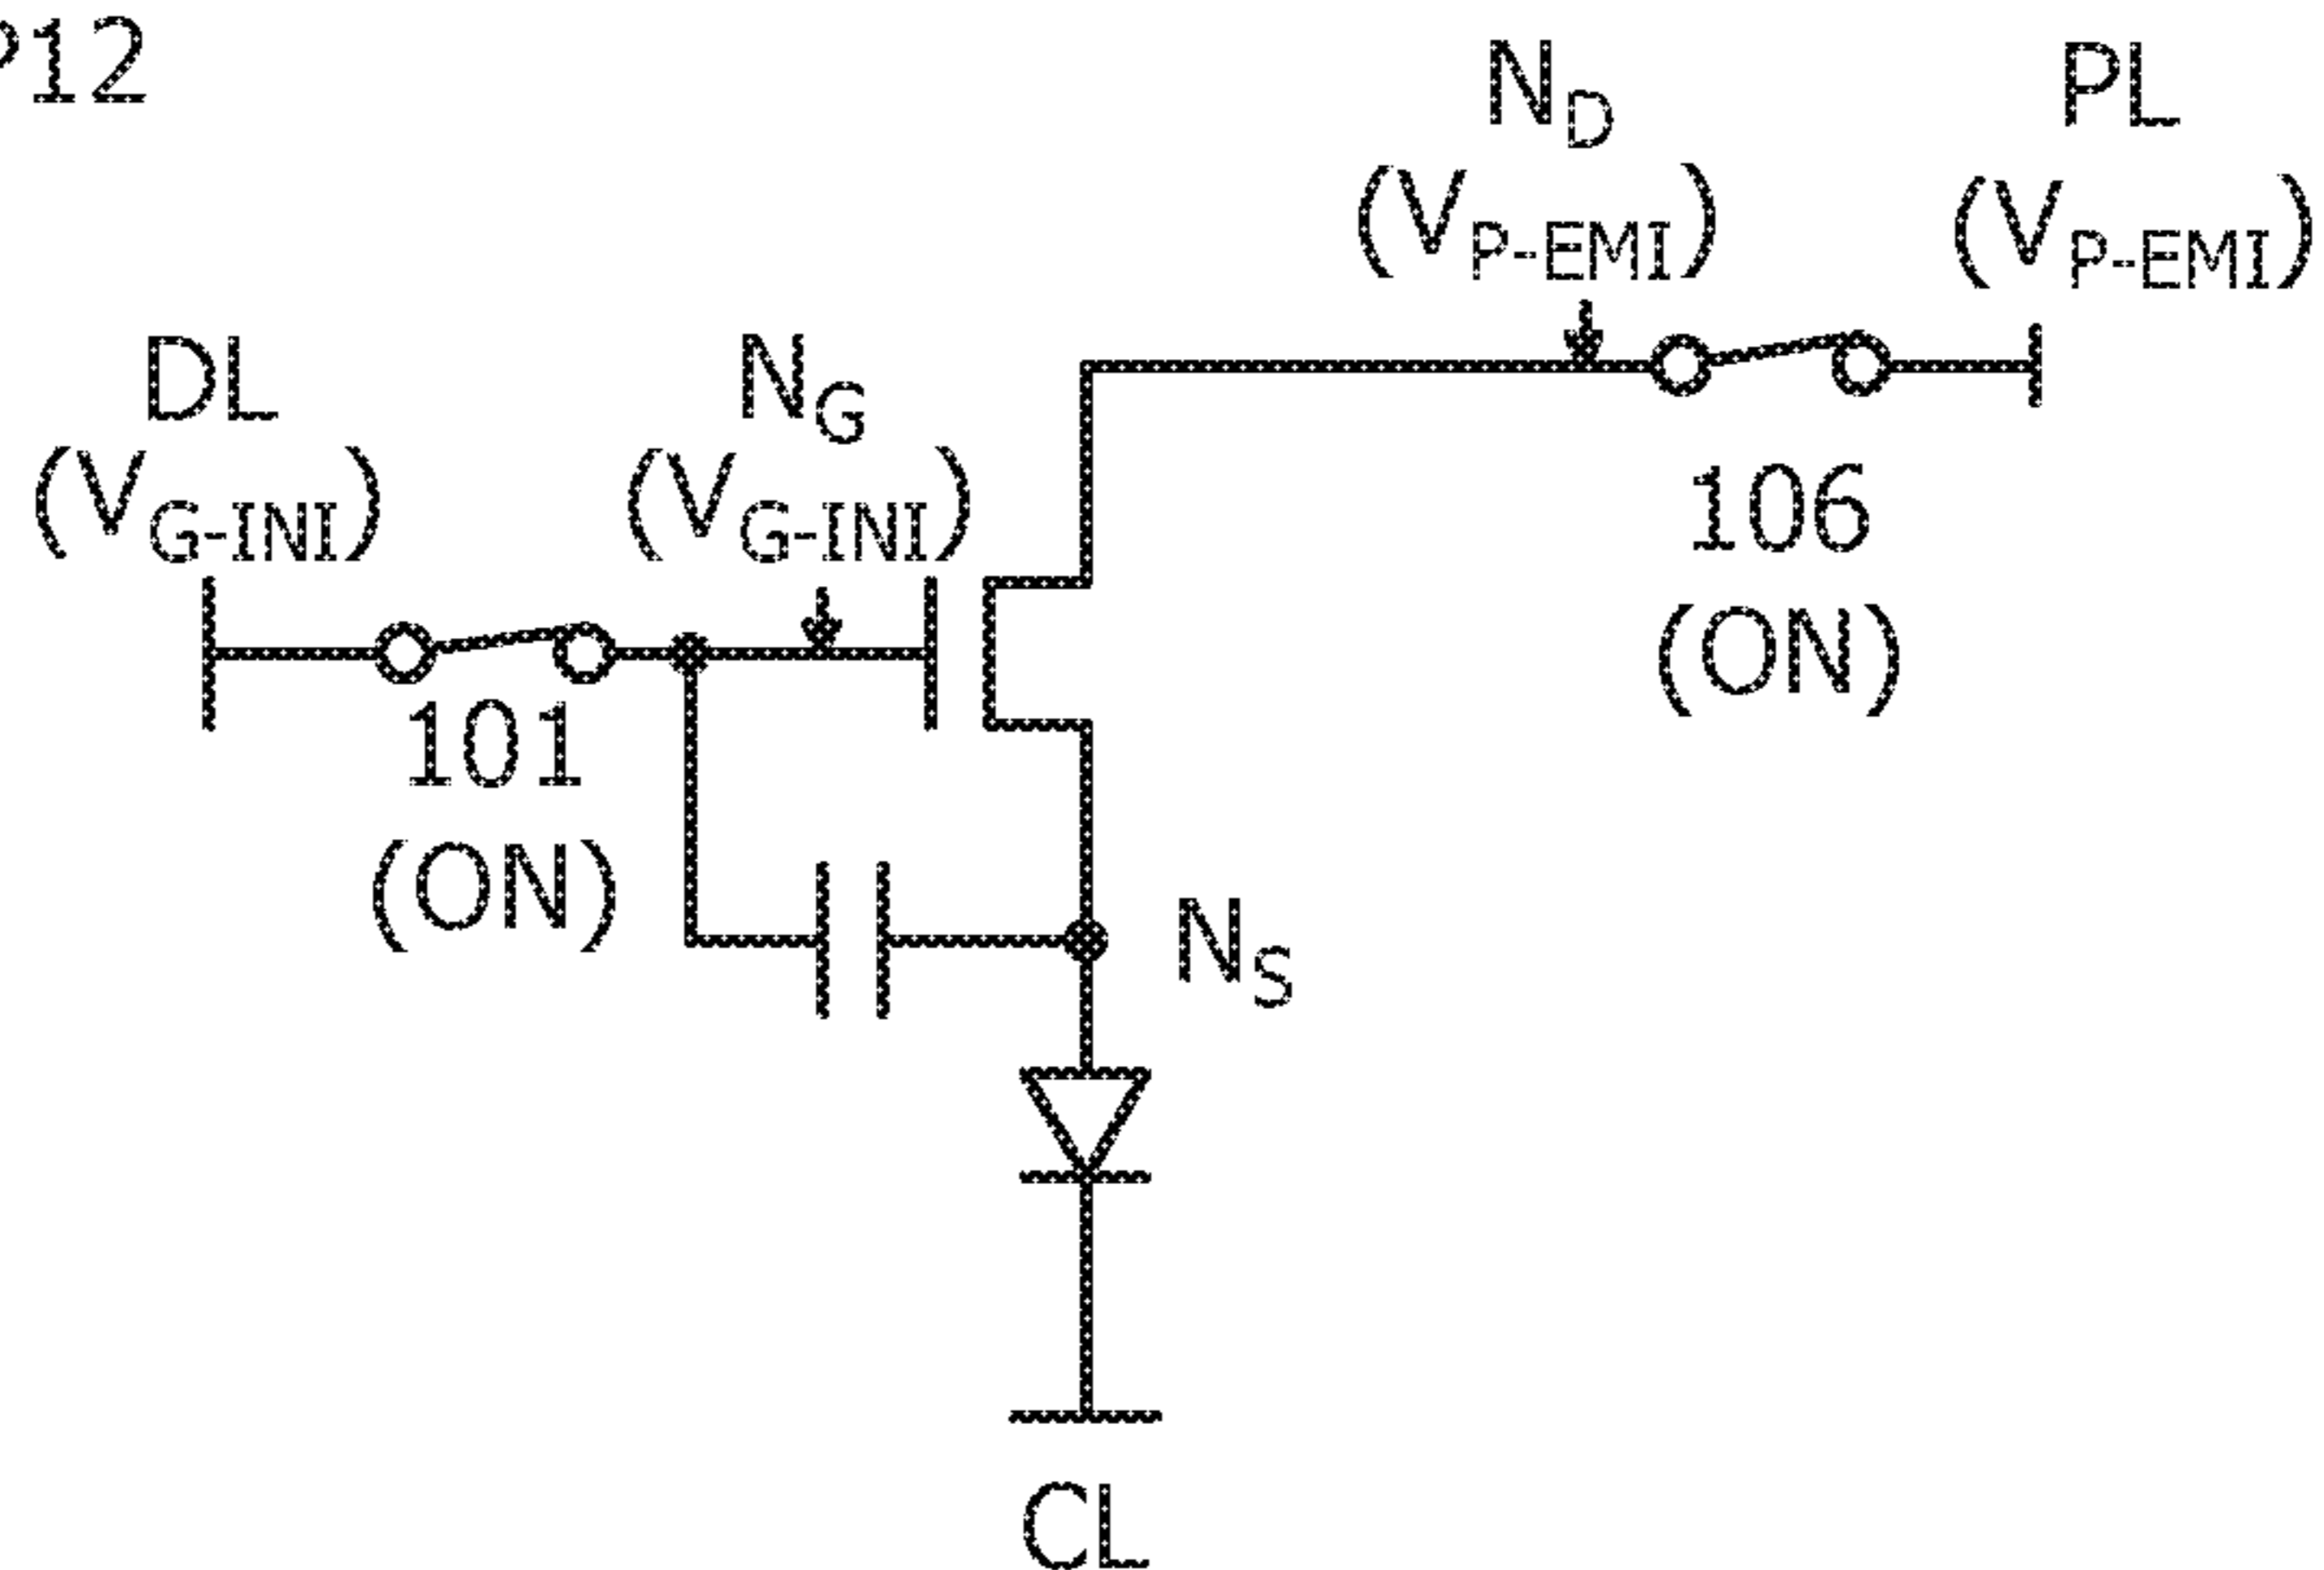 P12
N_D
(V_P-EMI)
PL
(V_P-EMI)
DL
(V_G-INI)
N_G
(V_G-INI)
106
(ON)
101
(ON)
N_S
CL